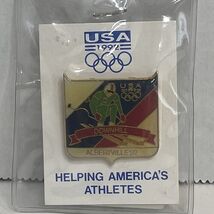 USA
1992
USA
DOWNHILL
ALBERTVILLE 92
HELPING AMERICA'S
ATHLETES